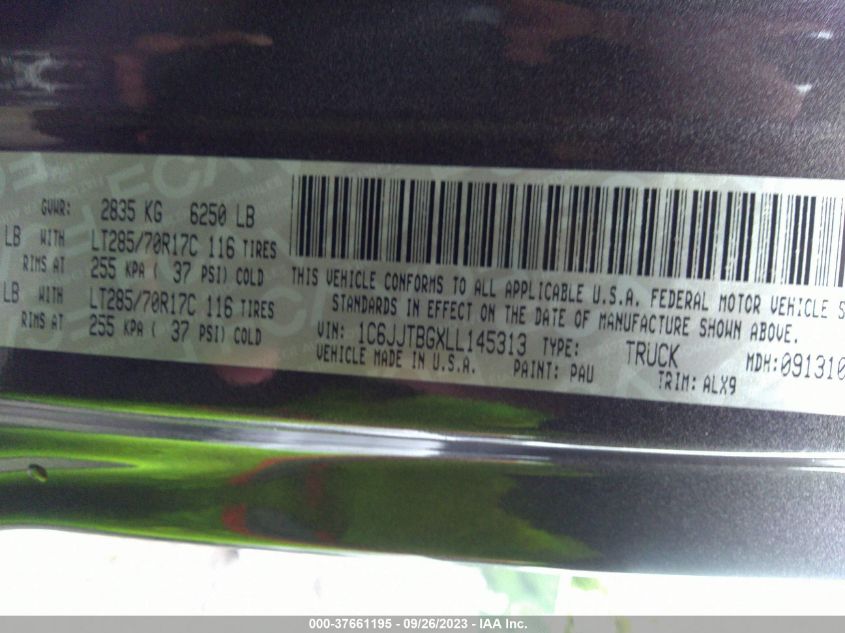 GVWR: 2835 KG 6250 LB
LB WITH LT285/70R17C 116 TIRES
RIMS AT 255 KPA ( 37 PSI) COLD
LB WITH LT285/70R17C 116 TIRES
RIMS AT 255 KPA ( 37 PSI) COLD
THIS VEHICLE CONFORMS TO ALL APPLICABLE U.S.A. FEDERAL MOTOR VEHICLE S
STANDARDS IN EFFECT ON THE DATE OF MANUFACTURE SHOWN ABOVE.
VIN: 1C6JJTBGXLL145313 TYPE: TRUCK MDH:091310
VEHICLE MADE IN U.S.A. PAINT: PAU TRIM: ALX9
000-37661195 - 09/26/2023 - IAA Inc.